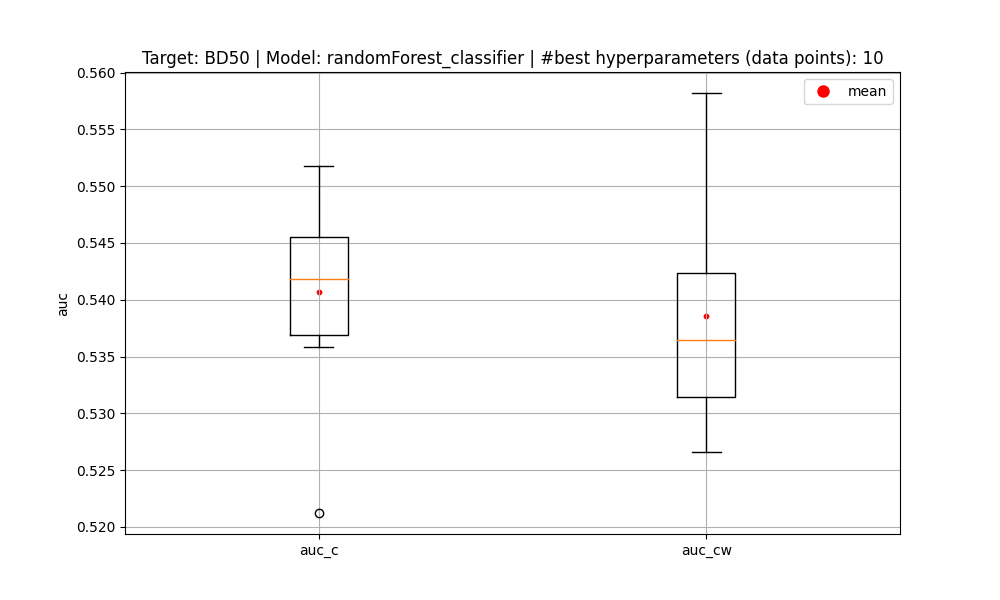 Target: BD50 | Model: randomForest_classifier | #best hyperparameters (data points): 10
mean
0.560
0.555
0.550
0.545
0.540
0.535
0.530
0.525
0.520
auc
auc_c
auc_cw